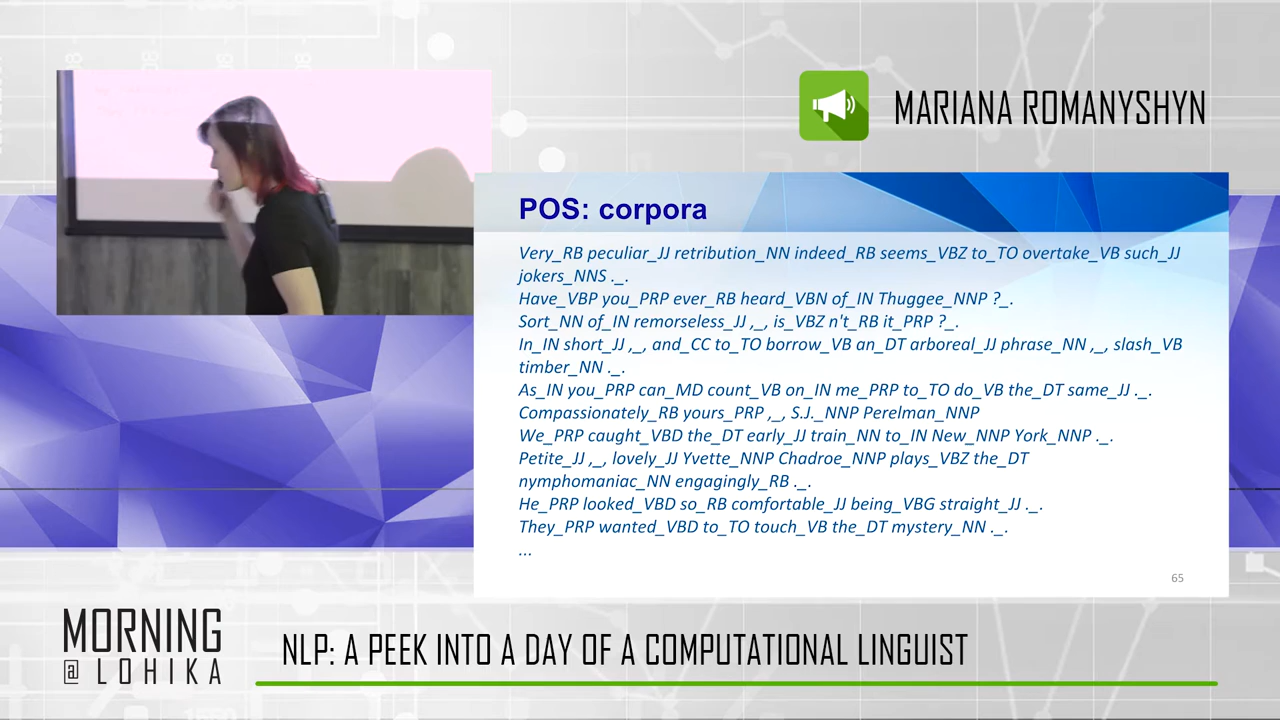 MARIANA ROMANYSHYN
POS: corpora
Very_RB peculiar_JJ retribution_NN indeed_RB seems_VBZ to_TO overtake_VB such_JJ
jokers_NNS ._.
Have_VBP you_PRP ever_RB heard_VBN of_IN Thuggee_NNP ?_.
Sort_NN of_IN remorseless_JJ ,_, is_VBZ n't_RB it_PRP ?_.
In_IN short_JJ ,_, and_CC to_TO borrow_VB an_DT arboreal_JJ phrase_NN ,_, slash_VB
timber_NN ._.
As_IN you_PRP can_MD count_VB on_IN me_PRP to_TO do_VB the_DT same_JJ ._.
Compassionately_RB yours_PRP ,_, S.J._NNP Perelman_NNP
We_PRP caught_VBD the_DT early_JJ train_NN to_IN New_NNP York_NNP ._.
Petite_JJ ,_, lovely_JJ Yvette_NNP Chadroe_NNP plays_VBZ the_DT
nymphomaniac_NN engagingly_RB ._.
He_PRP looked_VBD so_RB comfortable_JJ being_VBG straight_JJ ._.
They_PRP wanted_VBD to_TO touch_VB the_DT mystery_NN ._.
...
65
MORNING
@ LOHIKA
NLP: A PEEK INTO A DAY OF A COMPUTATIONAL LINGUIST